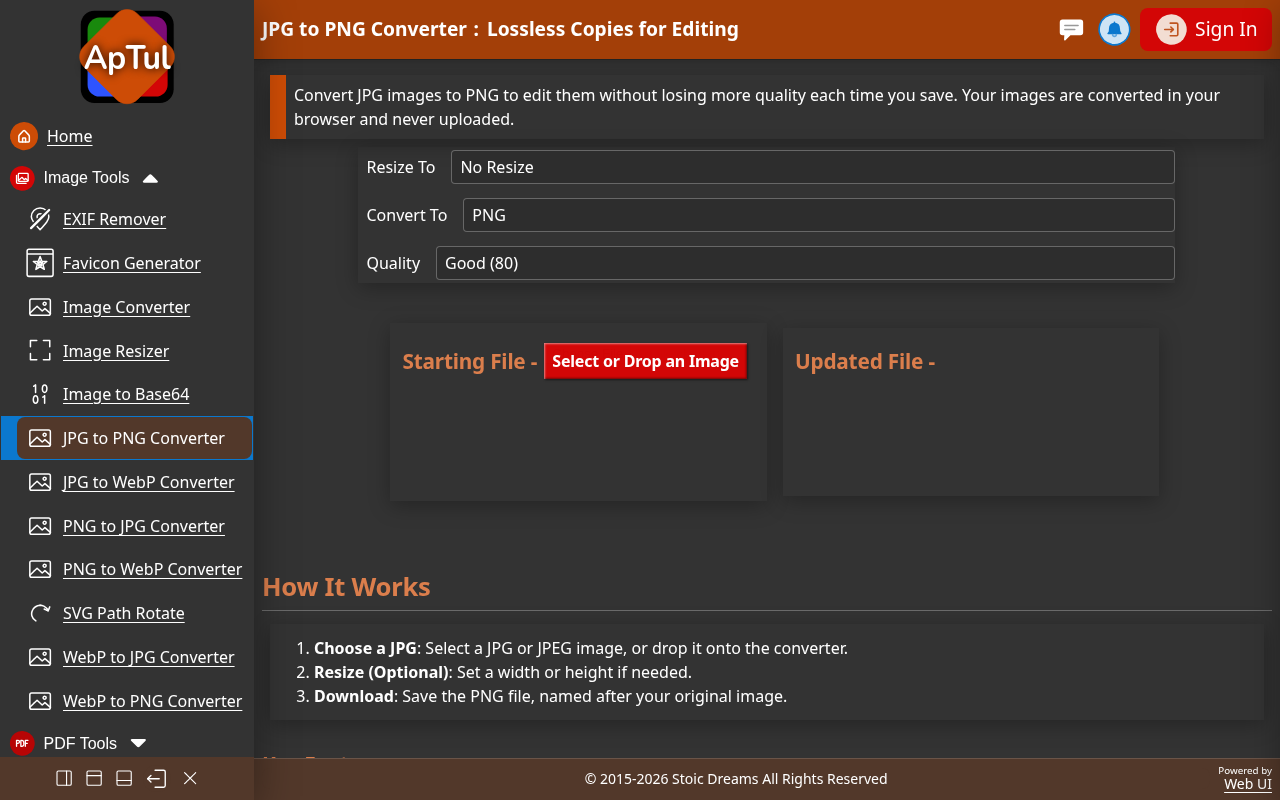 ApTul
Home
Image Tools
EXIF Remover
Favicon Generator
Image Converter
Image Resizer
Image to Base64
JPG to PNG Converter
JPG to WebP Converter
PNG to JPG Converter
PNG to WebP Converter
SVG Path Rotate
WebP to JPG Converter
WebP to PNG Converter
PDF PDF Tools
JPG to PNG Converter : Lossless Copies for Editing
Sign In
Convert JPG images to PNG to edit them without losing more quality each time you save. Your images are converted in your
browser and never uploaded.
Resize To No Resize
Convert To PNG
Quality Good (80)
Starting File - Select or Drop an Image
Updated File -
How It Works
1. Choose a JPG: Select a JPG or JPEG image, or drop it onto the converter.
2. Resize (Optional): Set a width or height if needed.
3. Download: Save the PNG file, named after your original image.
© 2015-2026 Stoic Dreams All Rights Reserved
Powered by
Web UI